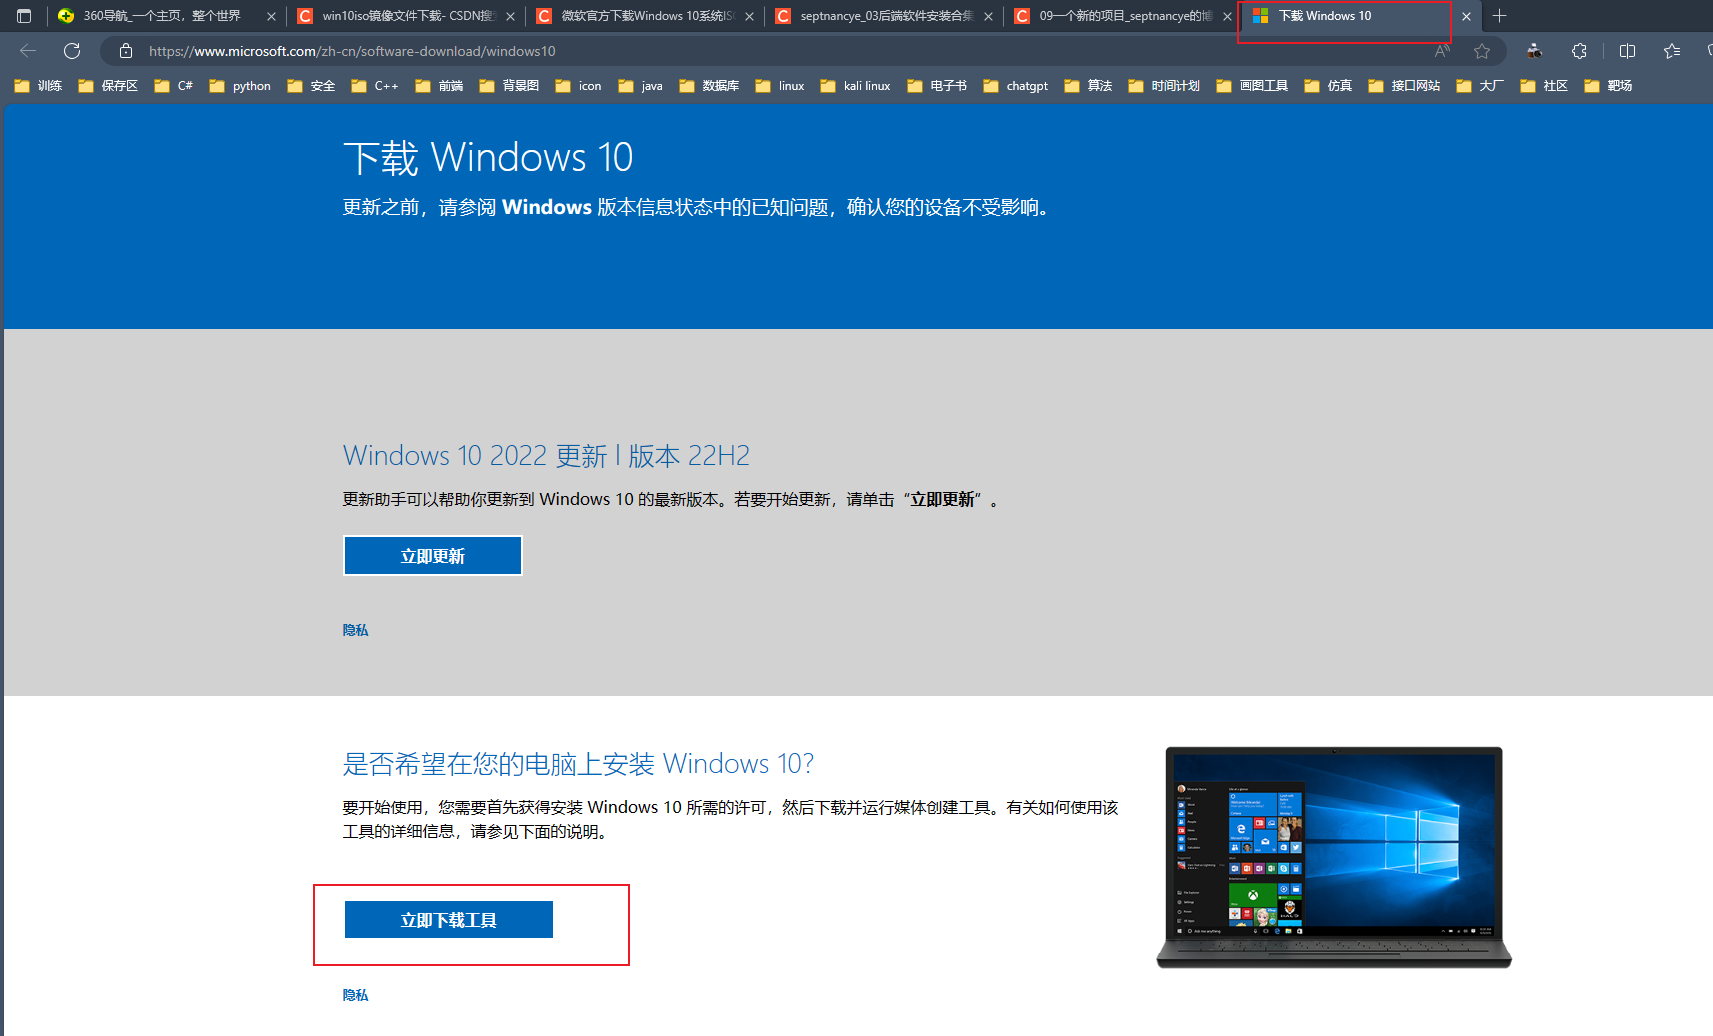 360导航_一个主页，整个世界
win10iso镜像文件下载- CSDN搜
微软官方下载Windows 10系统IS
septnancye_03后端软件安装合集
09一个新的项目_septnancye的博
下载 Windows 10
https://www.microsoft.com/zh-cn/software-download/windows10
训练 保存区 C# python 安全 C++ 前端 背景图 icon java 数据库 linux kali linux 电子书 chatgpt 算法 时间计划 画图工具 仿真 接口网站 大厂 社区 靶场
下载 Windows 10
更新之前，请参阅 Windows 版本信息状态中的已知问题，确认您的设备不受影响。
Windows 10 2022 更新 | 版本 22H2
更新助手可以帮助你更新到 Windows 10 的最新版本。若要开始更新，请单击“立即更新”。
立即更新
隐私
是否希望在您的电脑上安装 Windows 10?
要开始使用，您需要首先获得安装 Windows 10 所需的许可，然后下载并运行媒体创建工具。有关如何使用该
工具的详细信息，请参见下面的说明。
立即下载工具
隐私